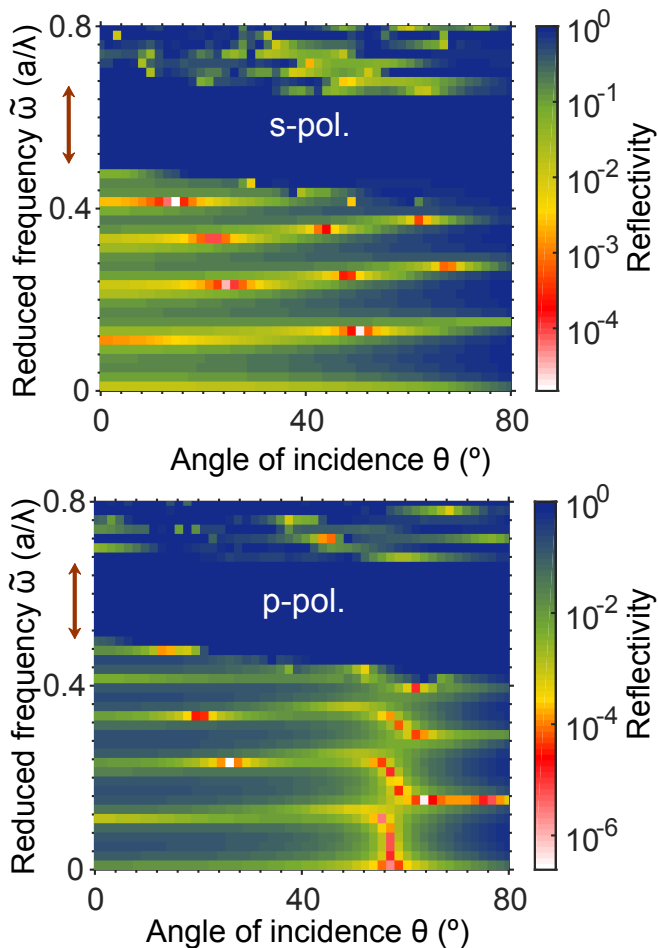 0.8
0.4
0
Reduced frequency ω̃ (a/λ)
s-pol.
0
40
80
Angle of incidence θ (º)
10^0
10^-1
10^-2
10^-3
10^-4
Reflectivity
0.8
0.4
0
Reduced frequency ω̃ (a/λ)
p-pol.
0
40
80
Angle of incidence θ (º)
10^0
10^-2
10^-4
10^-6
Reflectivity